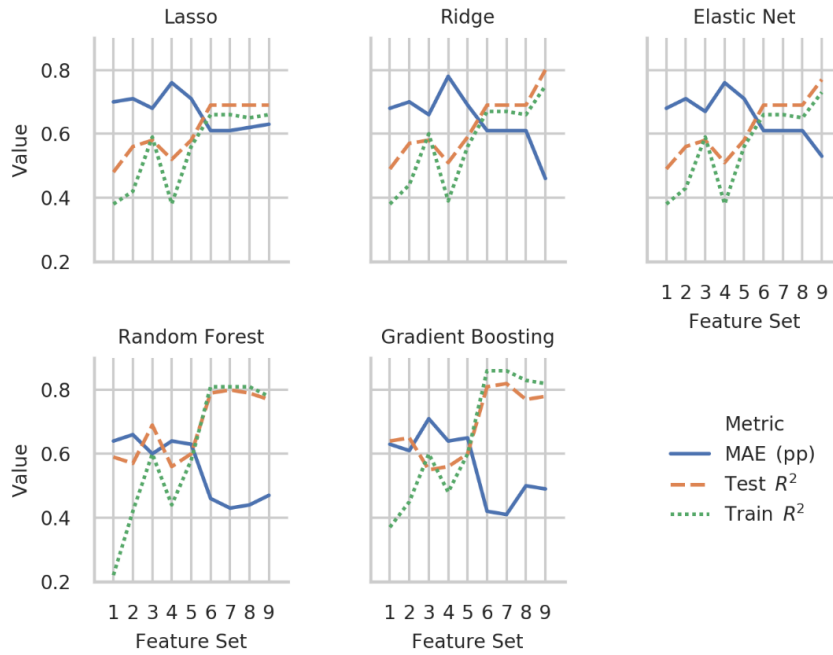 Lasso
Ridge
Elastic Net
Value
0.8
0.6
0.4
0.2
1 2 3 4 5 6 7 8 9
Feature Set
Random Forest
Gradient Boosting
Value
0.8
0.6
0.4
0.2
1 2 3 4 5 6 7 8 9
Feature Set
1 2 3 4 5 6 7 8 9
Feature Set
Metric
MAE (pp)
Test R²
Train R²